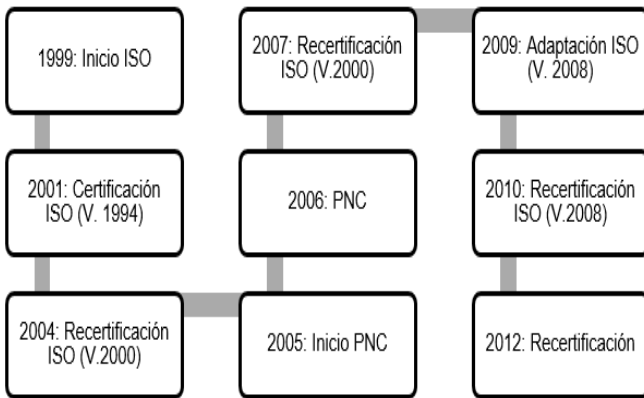 1999: Inicio ISO
2001: Certificación
ISO (V. 1994)
2004: Recertificación
ISO (V.2000)
2005: Inicio PNC
2006: PNC
2007: Recertificación
ISO (V.2000)
2009: Adaptación ISO
(V. 2008)
2010: Recertificación
ISO (V.2008)
2012: Recertificación